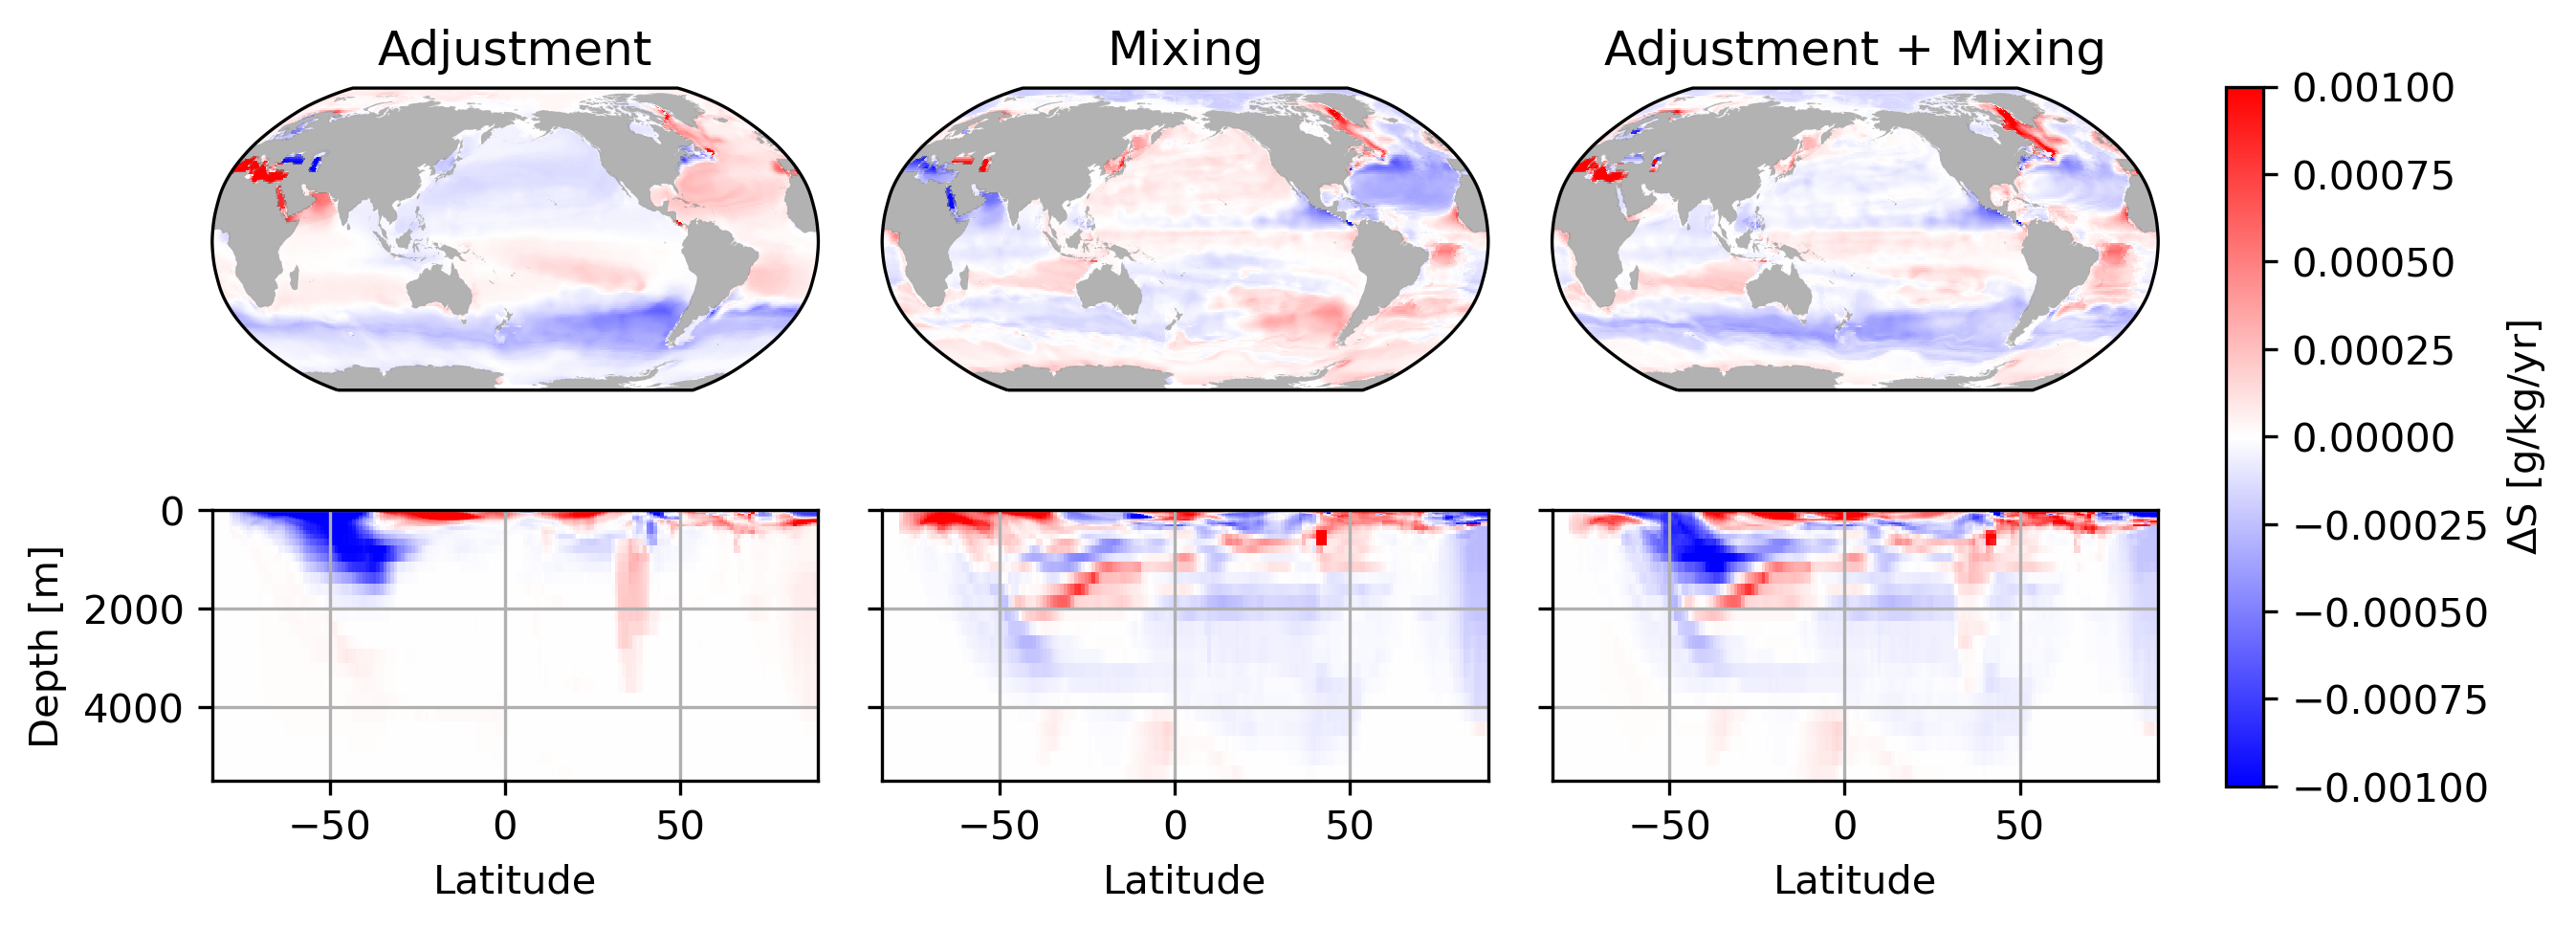 Adjustment
Mixing
Adjustment + Mixing
0.00100
0.00075
0.00050
0.00025
0.00000
−0.00025
−0.00050
−0.00075
−0.00100
ΔS [g/kg/yr]
0
2000
4000
Depth [m]
−50 0 50
−50 0 50
−50 0 50
Latitude
Latitude
Latitude